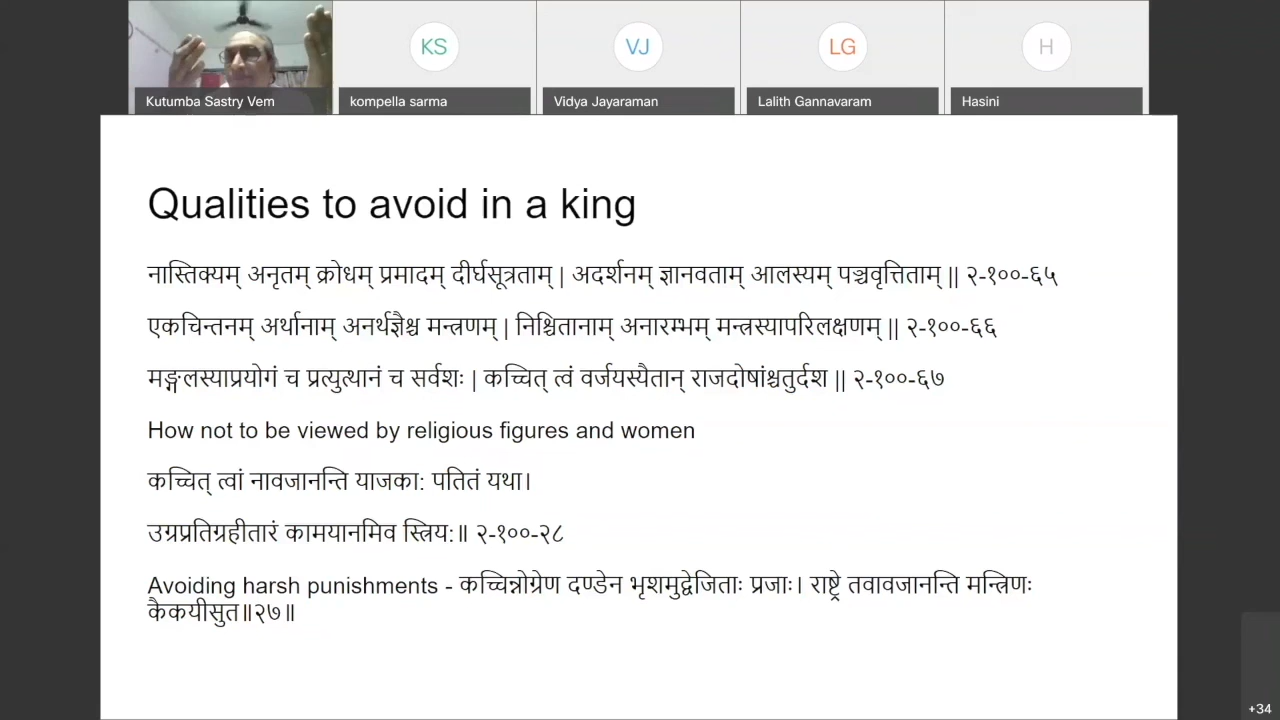 KS
VJ
LG
H
Kutumba Sastry Vem
kompella sarma
Vidya Jayaraman
Lalith Gannavaram
Hasini
Qualities to avoid in a king
नास्तिक्यम् अनृतम् क्रोधम् प्रमादम् दीर्घसूत्रताम् | अदर्शनम् ज्ञानवताम् आलस्यम् पञ्चवृत्तिताम् || २-१००-६५
एकचिन्तनम् अर्थानाम् अनर्थज्ञैश्च मन्त्रणम् | निश्चितानाम् अनारम्भम् मन्त्रस्यापरिलक्षणम् || २-१००-६६
मङ्गलस्याप्रयोगं च प्रत्युत्थानं च सर्वशः | कच्चित् त्वं वर्जयस्यैतान् राजदोषांश्चतुर्दश || २-१००-६७
How not to be viewed by religious figures and women
कच्चित् त्वां नावजानन्ति याजका: पतितं यथा।
उग्रप्रतिग्रहीतारं कामयानमिव स्त्रिय:॥ २-१००-२८
Avoiding harsh punishments - कच्चिन्नोग्रेण दण्डेन भृशमुद्वेजिताः प्रजाः। राष्ट्रे तवावजानन्ति मन्त्रिणः
कैकयीसुत॥२७॥
+34